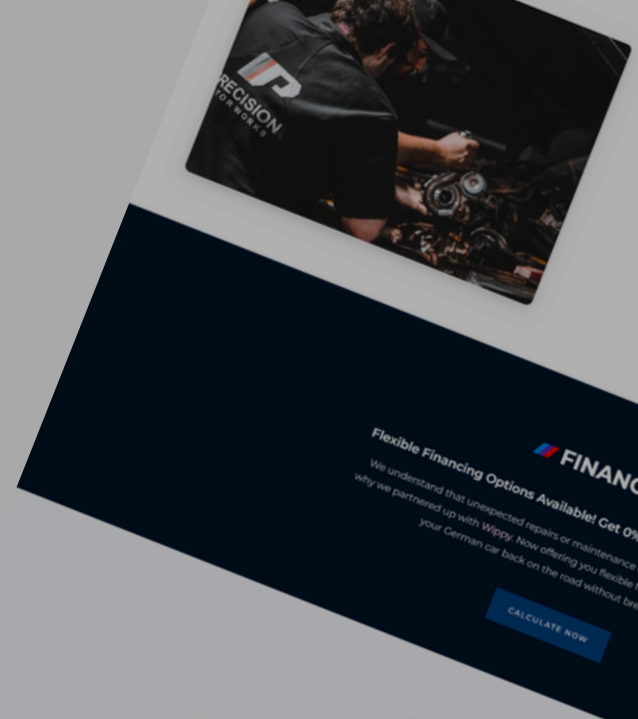 RECISION
TORWORKS
FINANC
Flexible Financing Options Available! Get 0%
We understand that unexpected repairs or maintenance
why we partnered up with Wippy. Now offering you flexible f
your German car back on the road without bre
CALCULATE NOW